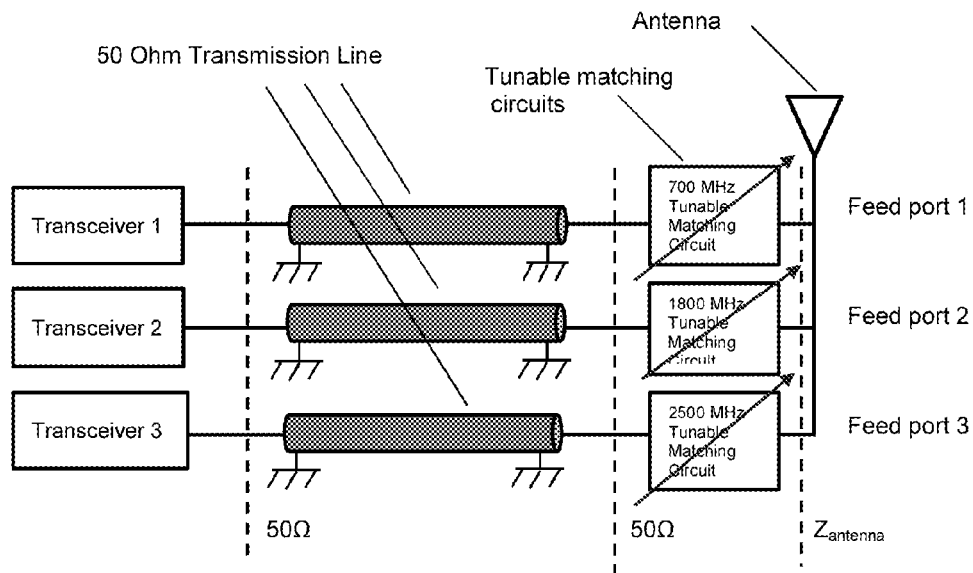 Antenna
50 Ohm Transmission Line
Tunable matching
circuits
Transceiver 1
700 MHz
Tunable
Matching
Circuit
Feed port 1
Transceiver 2
1800 MHz
Tunable
Matching
Circuit
Feed port 2
Transceiver 3
2500 MHz
Tunable
Matching
Circuit
Feed port 3
50Ω
50Ω
Zantenna